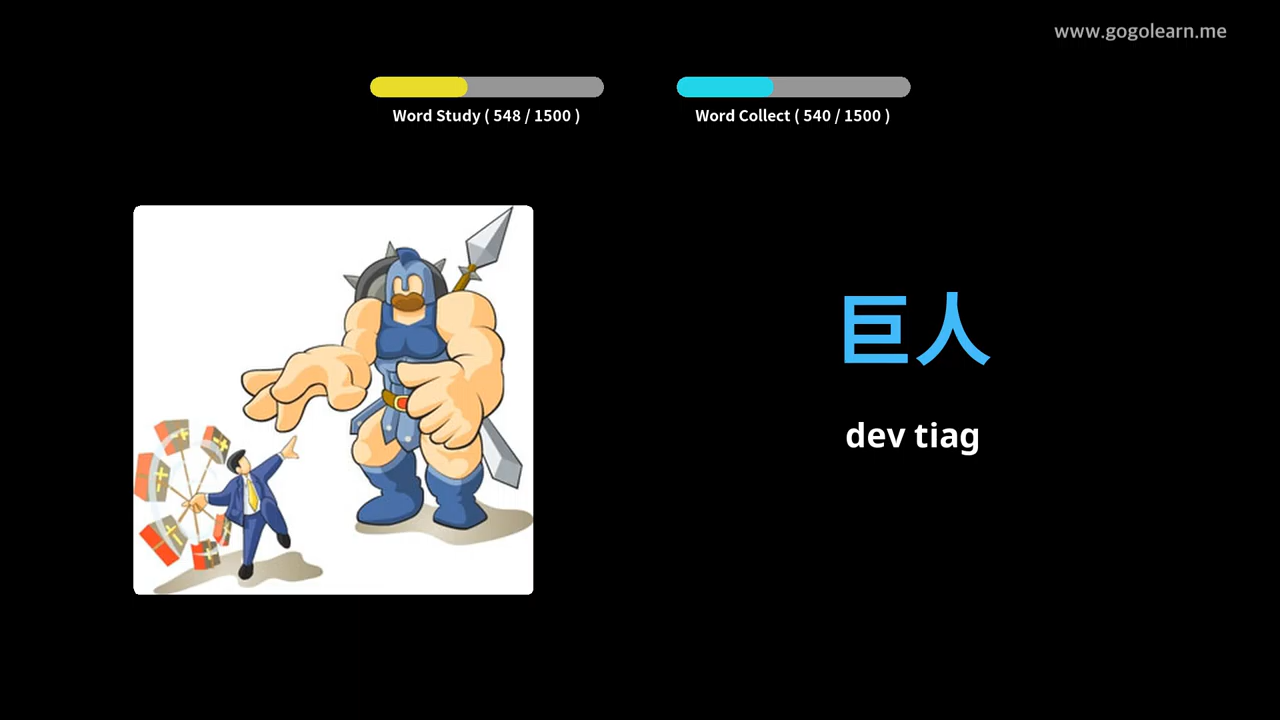 www.gogolearn.me
Word Study ( 548 / 1500 )
Word Collect ( 540 / 1500 )
巨人
dev tiag